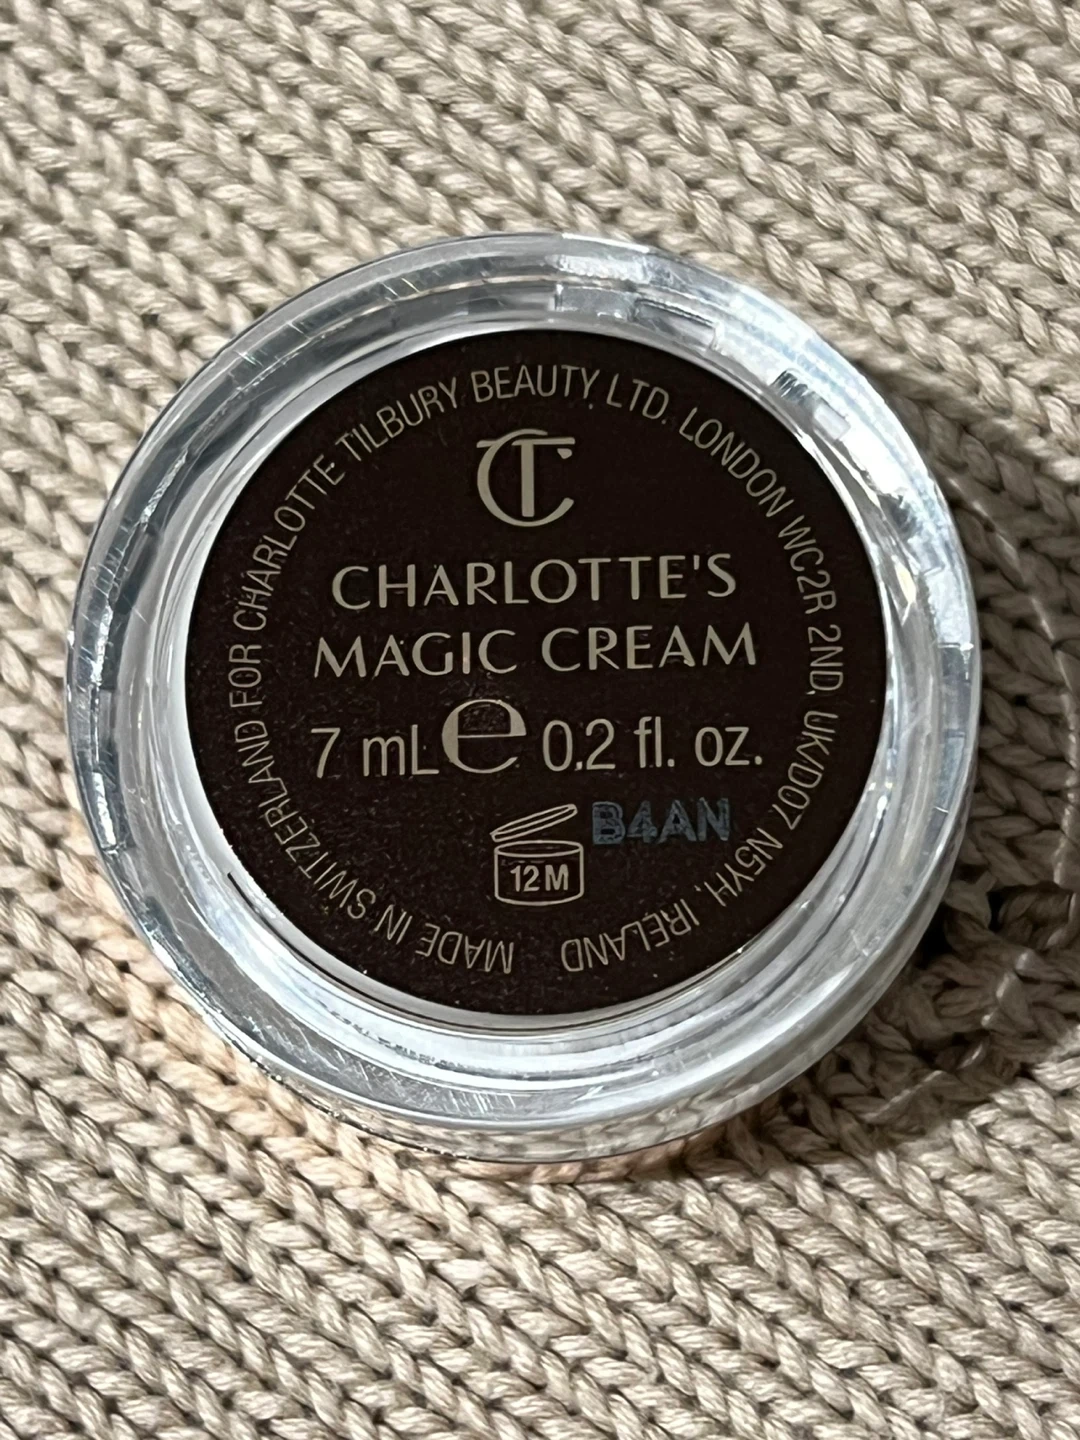 MADE IN SWITZERLAND FOR CHARLOTTE TILBURY BEAUTY LTD. LONDON WC2R 2ND, UK/D07 N5YH, IRELAND
CT
CHARLOTTE'S
MAGIC CREAM
7 mL e 0.2 fl. oz.
B4AN
12 M